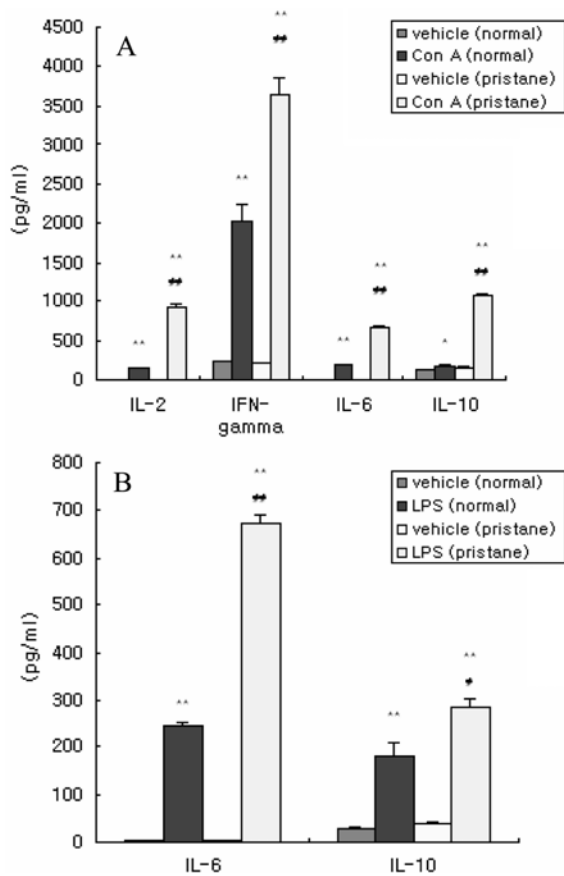 A
4500
4000
3500
3000
2500
2000
1500
1000
500
0
(pg/ml)
vehicle (normal)
Con A (normal)
vehicle (pristane)
Con A (pristane)
^^ ^^ ## ^^ ^^ ## ^^ ^^ ## ^ ^^ ##
IL-2 IFN- IL-6 IL-10
gamma
B
800
700
600
500
400
300
200
100
0
(pg/ml)
vehicle (normal)
LPS (normal)
vehicle (pristane)
LPS (pristane)
^^ ^^ ## ^^ ^^ #
IL-6 IL-10